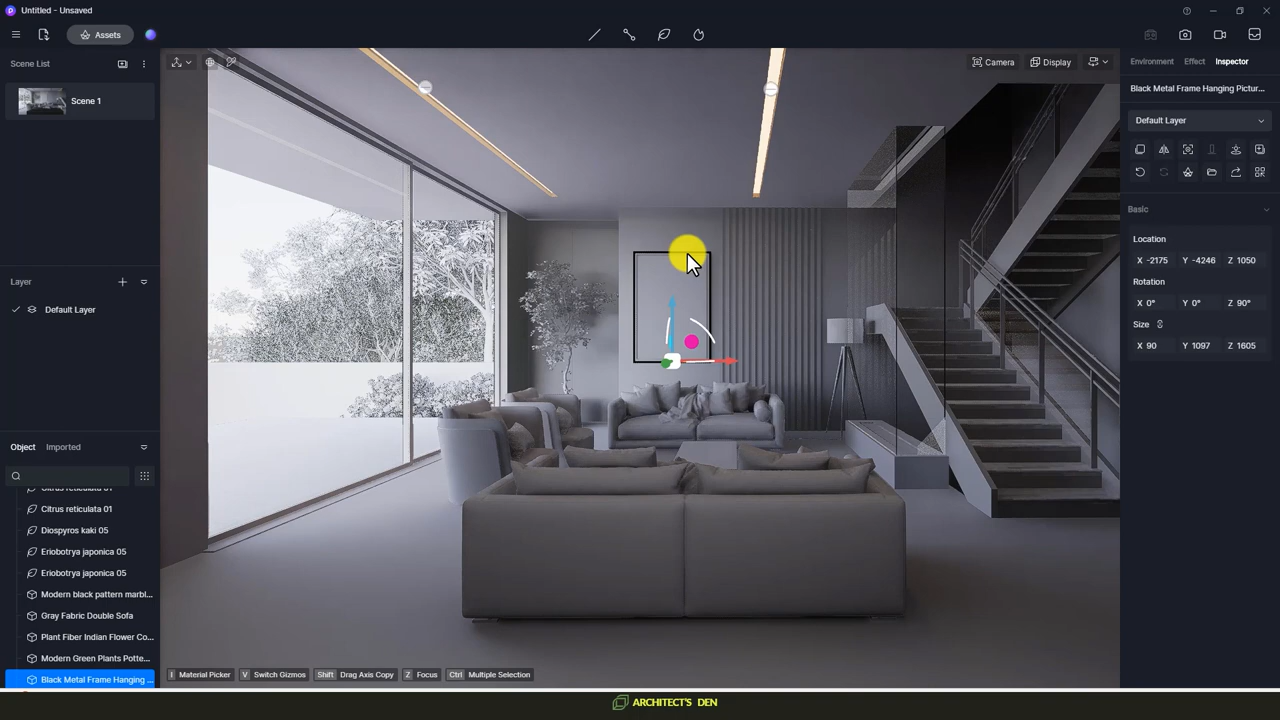 Untitled - Unsaved
Assets
Scene List
Scene 1
Camera
Display
Environment
Effect
Inspector
Black Metal Frame Hanging Pictur...
Default Layer
Basic
Location
X -2175 Y -4246 Z 1050
Rotation
X 0° Y 0° Z 90°
Size
X 90 Y 1097 Z 1605
Layer
Default Layer
Object
Imported
Citrus reticulata 01
Citrus reticulata 01
Diospyros kaki 05
Eriobotrya japonica 05
Eriobotrya japonica 05
Modern black pattern marbl...
Gray Fabric Double Sofa
Plant Fiber Indian Flower Co...
Modern Green Plants Potte...
Black Metal Frame Hanging ...
I Material Picker V Switch Gizmos Shift Drag Axis Copy Z Focus Ctrl Multiple Selection
ARCHITECT'S DEN